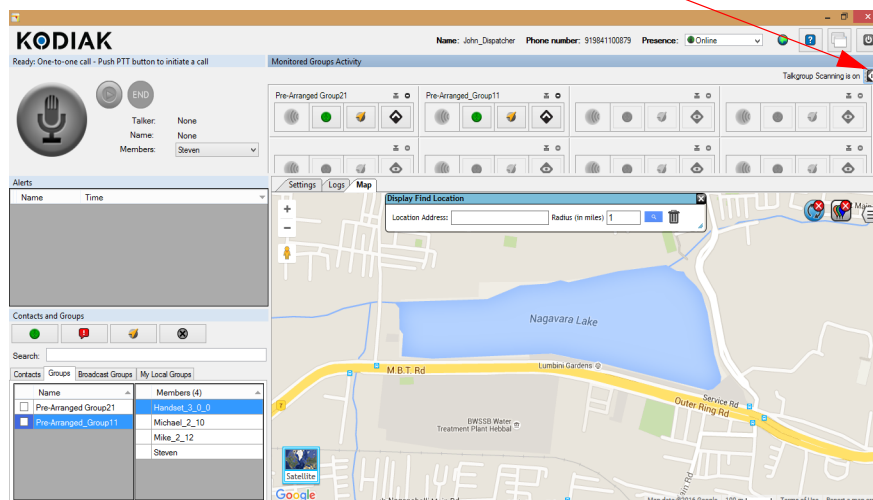 KODIAK
Name: John_Dispatcher Phone number: 919841100879 Presence: Online
Ready: One-to-one call - Push PTT button to initiate a call
Monitored Groups Activity
Talkgroup Scanning is on
END
Talker: None
Name: None
Members: Steven
Pre-Arranged Group21
Pre-Arranged_Group11
Alerts
Name Time
Settings Logs Map
Display Find Location
Location Address: Radius (in miles) 1
Nagavara Lake
M.B.T. Rd
Lumbini Gardens
Service Rd
Outer Ring Rd
7
BWSSB Water
Treatment Plant Hebbal
Satellite
Google
Contacts and Groups
Search:
Contacts Groups Broadcast Groups My Local Groups
Name Members (4)
Pre-Arranged Group21 Handset_3_0_0
Pre-Arranged_Group11 Michael_2_10
Mike_2_12
Steven